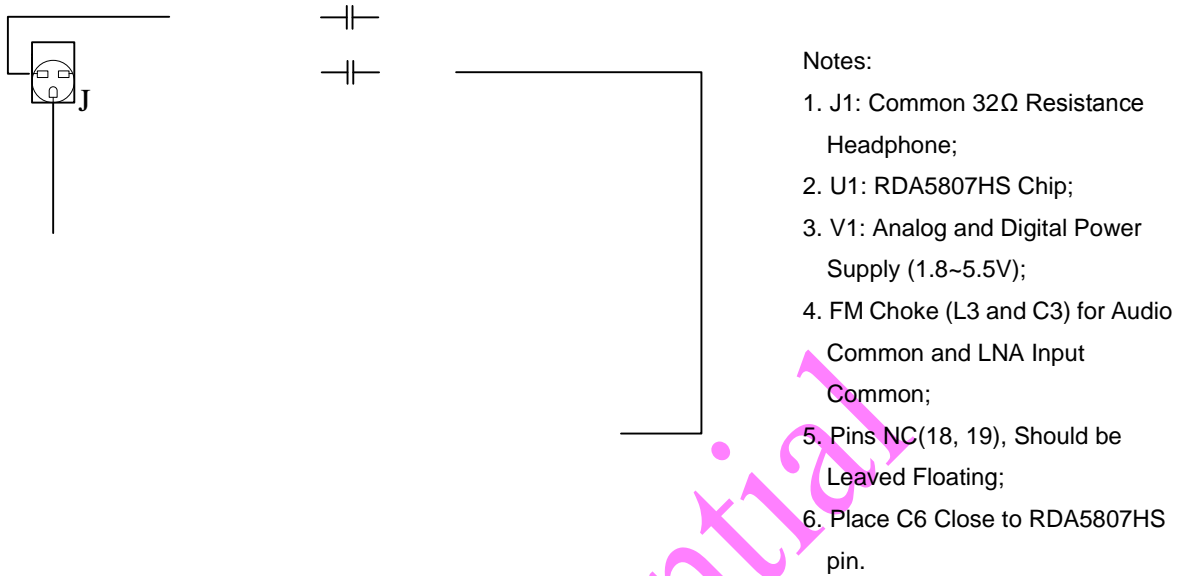 J
Notes:
1. J1: Common 32Ω Resistance
Headphone;
2. U1: RDA5807HS Chip;
3. V1: Analog and Digital Power
Supply (1.8~5.5V);
4. FM Choke (L3 and C3) for Audio
Common and LNA Input
Common;
5. Pins NC(18, 19), Should be
Leaved Floating;
6. Place C6 Close to RDA5807HS
pin.
ntial